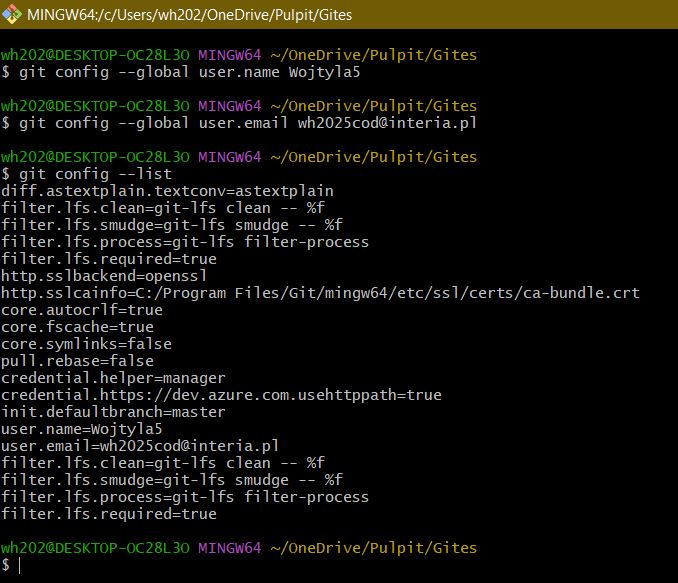 MINGW64:/c/Users/wh202/OneDrive/Pulpit/Gites
wh202@DESKTOP-OC28L3O MINGW64 ~/OneDrive/Pulpit/Gites
$ git config --global user.name Wojtyla5
wh202@DESKTOP-OC28L3O MINGW64 ~/OneDrive/Pulpit/Gites
$ git config --global user.email wh2025cod@interia.pl
wh202@DESKTOP-OC28L3O MINGW64 ~/OneDrive/Pulpit/Gites
$ git config --list
diff.astextplain.textconv=astextplain
filter.lfs.clean=git-lfs clean -- %f
filter.lfs.smudge=git-lfs smudge -- %f
filter.lfs.process=git-lfs filter-process
filter.lfs.required=true
http.sslbackend=openssl
http.sslcainfo=C:/Program Files/Git/mingw64/etc/ssl/certs/ca-bundle.crt
core.autocrlf=true
core.fscache=true
core.symlinks=false
pull.rebase=false
credential.helper=manager
credential.https://dev.azure.com.usehttppath=true
init.defaultbranch=master
user.name=Wojtyla5
user.email=wh2025cod@interia.pl
filter.lfs.clean=git-lfs clean -- %f
filter.lfs.smudge=git-lfs smudge -- %f
filter.lfs.process=git-lfs filter-process
filter.lfs.required=true
wh202@DESKTOP-OC28L3O MINGW64 ~/OneDrive/Pulpit/Gites
$